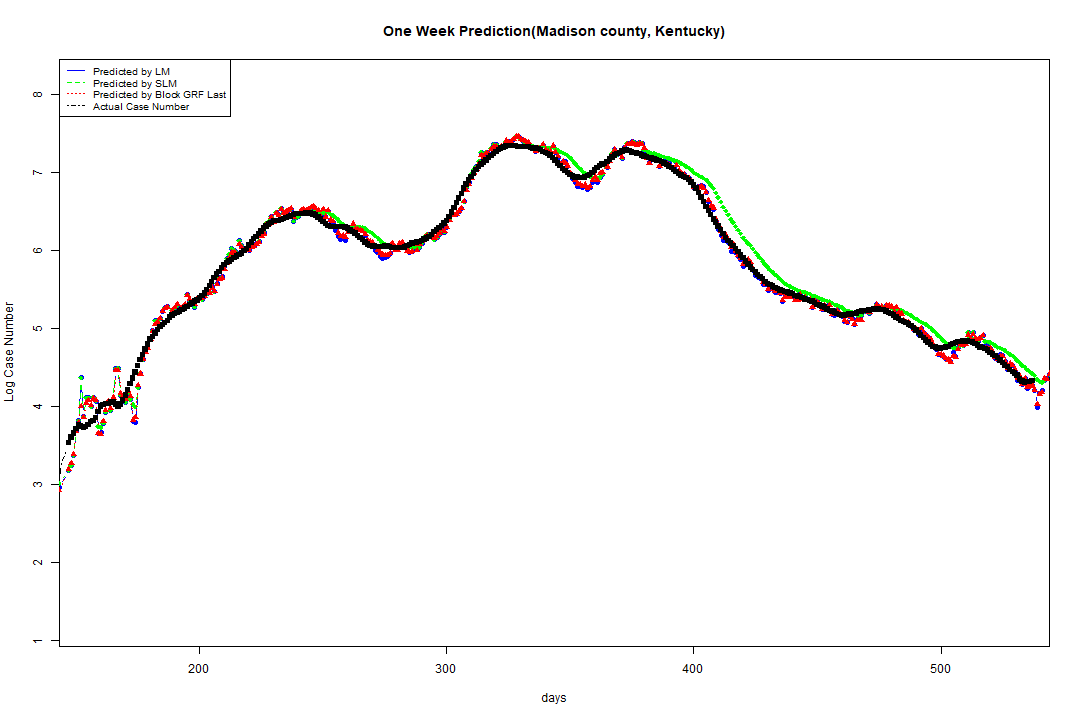 One Week Prediction(Madison county, Kentucky)
Predicted by LM
Predicted by SLM
Predicted by Block GRF Last
Actual Case Number
8
7
6
5
4
3
2
1
Log Case Number
200 300 400 500
days